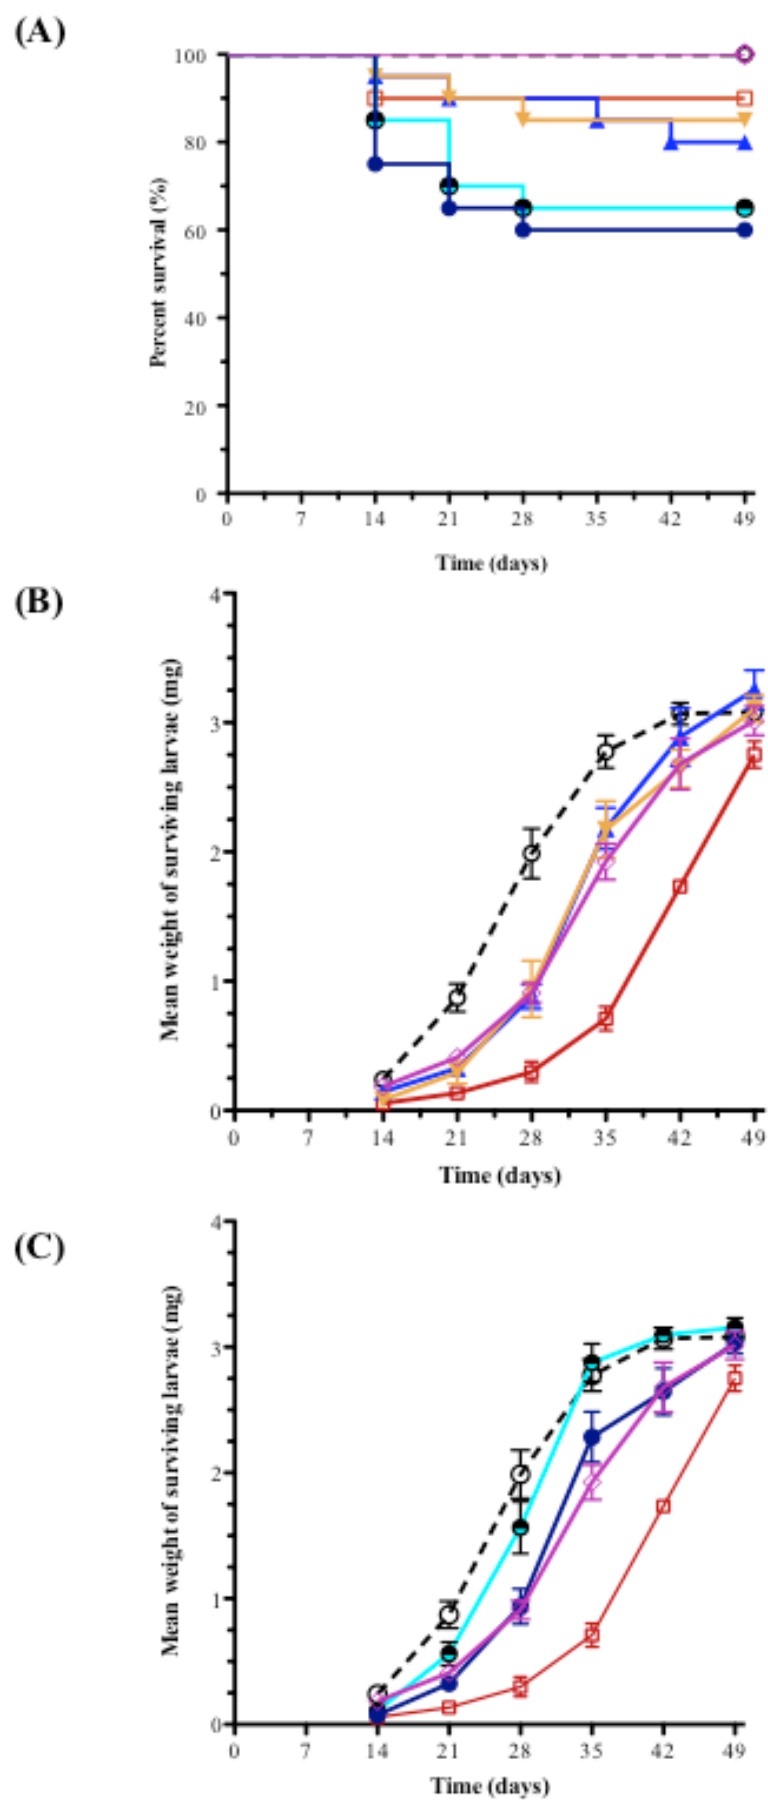 (A)
100
80
60
40
20
0
Percent survival (%)
0 7 14 21 28 35 42 49
Time (days)
(B)
4
3
2
1
0
Mean weight of surviving larvae (mg)
0 7 14 21 28 35 42 49
Time (days)
(C)
4
3
2
1
0
Mean weight of surviving larvae (mg)
0 7 14 21 28 35 42 49
Time (days)